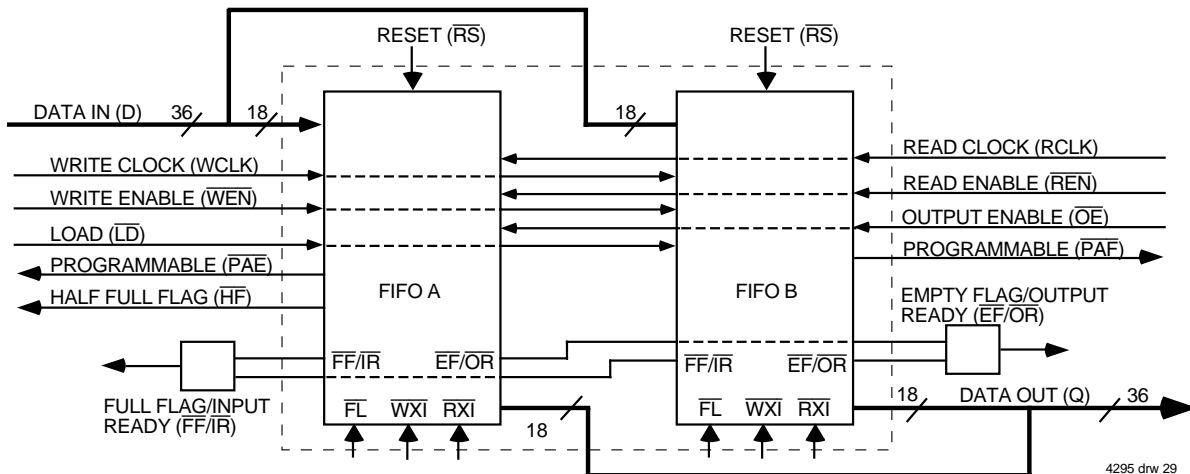 RESET (RS)
RESET (RS)
DATA IN (D)
36
18
18
WRITE CLOCK (WCLK)
READ CLOCK (RCLK)
WRITE ENABLE (WEN)
READ ENABLE (REN)
OUTPUT ENABLE (OE)
LOAD (LD)
PROGRAMMABLE (PAF)
PROGRAMMABLE (PAE)
HALF FULL FLAG (HF)
FIFO A
FIFO B
EMPTY FLAG/OUTPUT
READY (EF/OR)
FF/IR
EF/OR
FF/IR
EF/OR
FULL FLAG/INPUT
READY (FF/IR)
FL
WXI
RXI
18
FL
WXI
RXI
18
DATA OUT (Q)
36
4295 drw 29